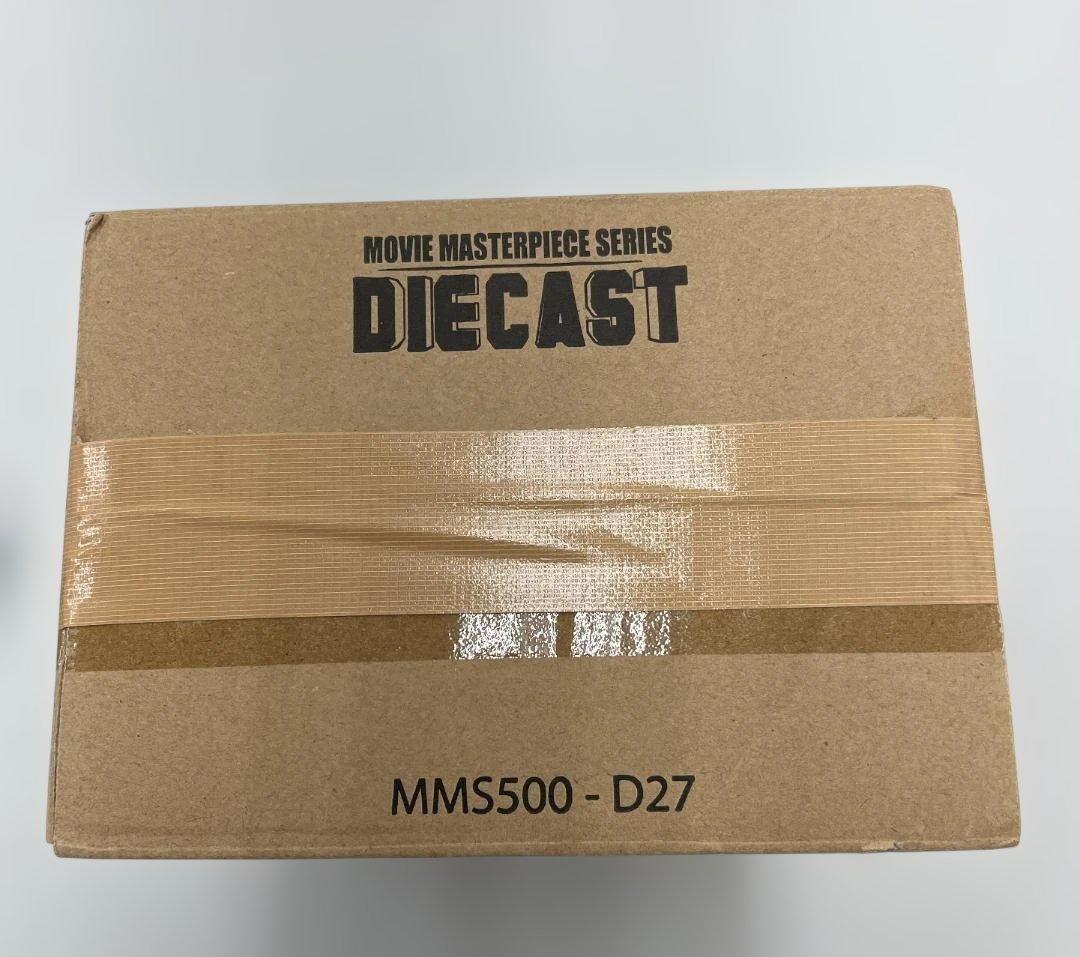 MOVIE MASTERPIECE SERIES
DIECAST
MMS500 - D27